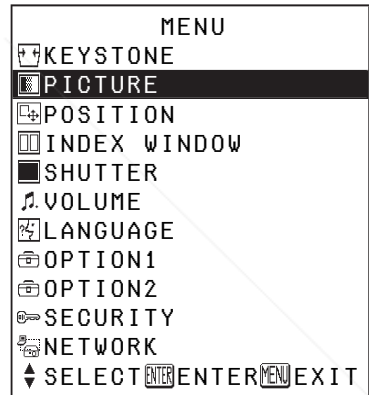 MENU
KEYSTONE
PICTURE
POSITION
INDEX WINDOW
SHUTTER
VOLUME
LANGUAGE
OPTION1
OPTION2
SECURITY
NETWORK
SELECT ENTER ENTER MENU EXIT